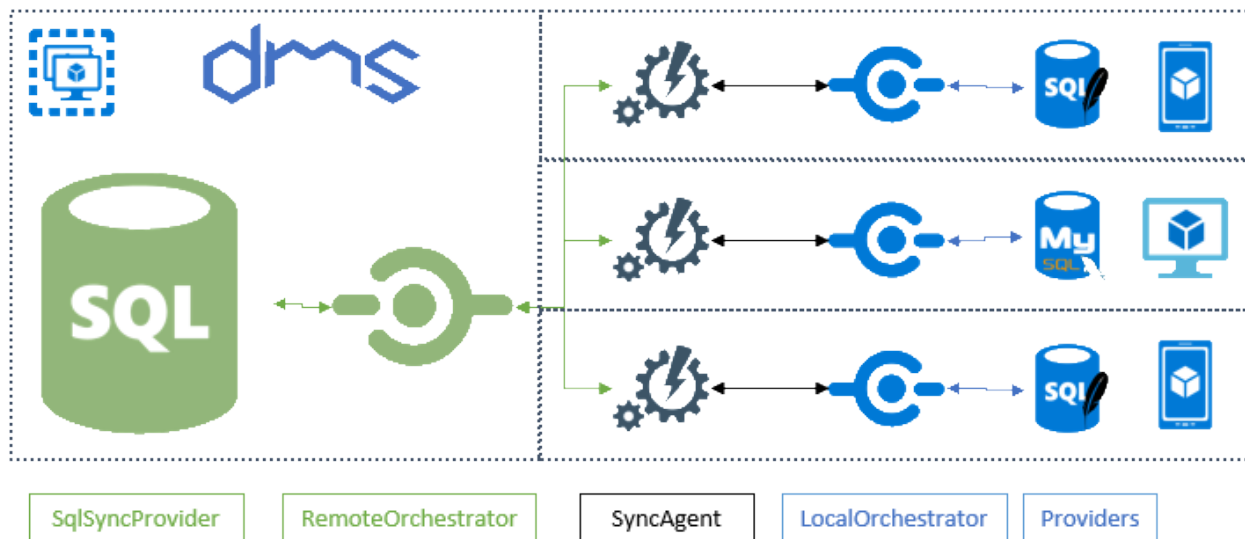 dms
SQL
SQL
My
SQL
SQL
SqlSyncProvider
RemoteOrchestrator
SyncAgent
LocalOrchestrator
Providers